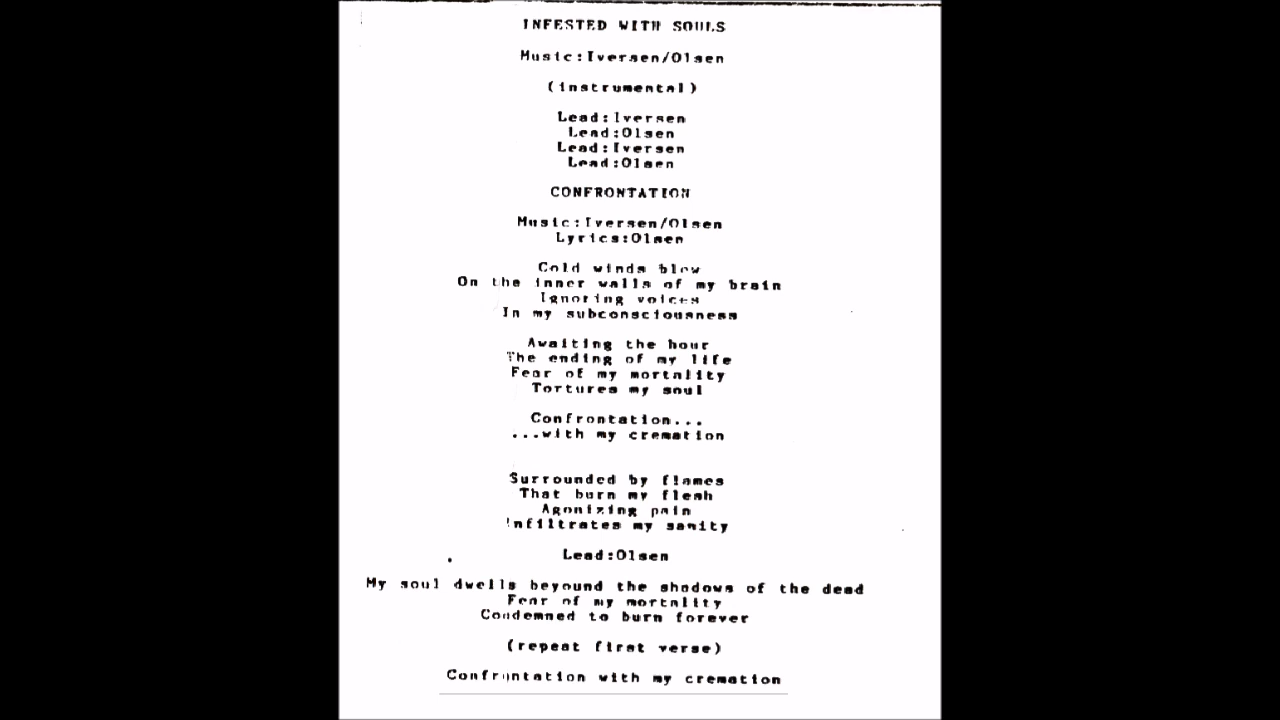 INFESTED WITH SOULS
Music:Iversen/Olsen
(instrumental)
Lead:Iversen
Lead:Olsen
Lead:Iversen
Lead:Olsen
CONFRONTATION
Music:Iversen/Olsen
Lyrics:Olsen
Cold winds blow
On the inner walls of my brain
Ignoring voices
In my subconsciousness
Awaiting the hour
The ending of my life
Fear of my mortality
Tortures my soul
Confrontation...
...with my cremation
Surrounded by flames
That burn my flesh
Agonizing pain
Infiltrates my sanity
Lead:Olsen
My soul dwells beyound the shadows of the dead
Fear of my mortality
Condemned to burn forever
(repeat first verse)
Confrontation with my cremation